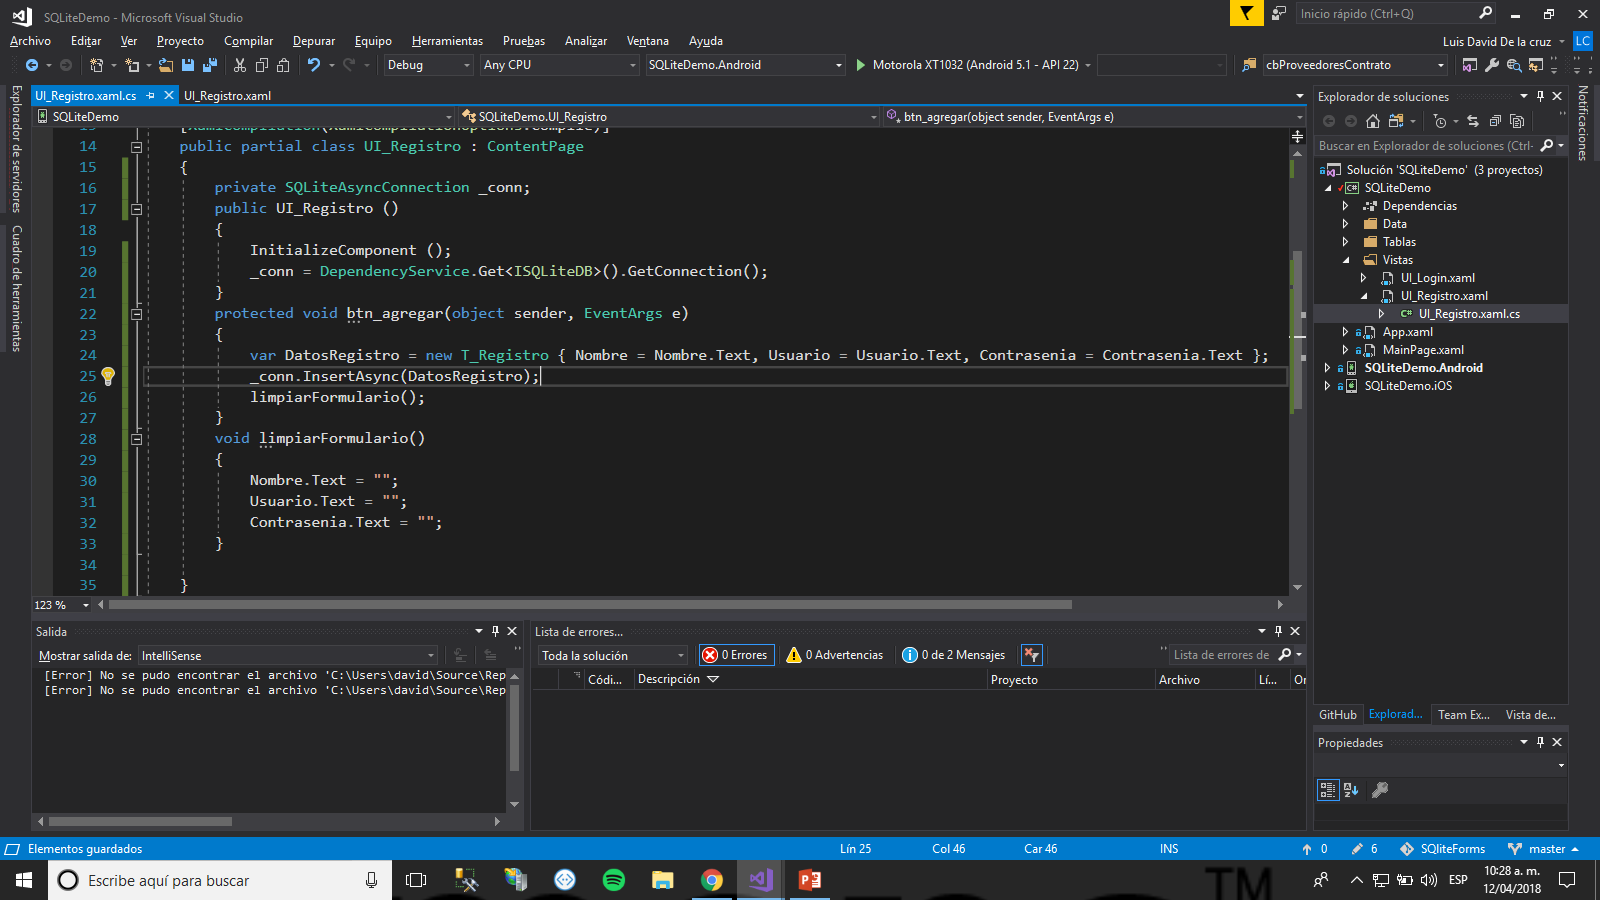 SQLiteDemo - Microsoft Visual Studio
Inicio rápido (Ctrl+Q)
Archivo Editar Ver Proyecto Compilar Depurar Equipo Herramientas Pruebas Analizar Ventana Ayuda
Luis David De la cruz LC
Debug Any CPU SQLiteDemo.Android Motorola XT1032 (Android 5.1 - API 22) cbProveedoresContrato
Explorador de servidores
Cuadro de herramientas
UI_Registro.xaml.cs UI_Registro.xaml
SQLiteDemo SQLiteDemo.UI_Registro btn_agregar(object sender, EventArgs e)
14 public partial class UI_Registro : ContentPage
15 {
16 private SQLiteAsyncConnection _conn;
17 public UI_Registro ()
18 {
19 InitializeComponent ();
20 _conn = DependencyService.Get<ISQLiteDB>().GetConnection();
21 }
22 protected void btn_agregar(object sender, EventArgs e)
23 {
24 var DatosRegistro = new T_Registro { Nombre = Nombre.Text, Usuario = Usuario.Text, Contrasenia = Contrasenia.Text };
25 _conn.InsertAsync(DatosRegistro);
26 limpiarFormulario();
27 }
28 void limpiarFormulario()
29 {
30 Nombre.Text = "";
31 Usuario.Text = "";
32 Contrasenia.Text = "";
33 }
34
35 }
123 %
Explorador de soluciones
Buscar en Explorador de soluciones (Ctrl-
Solución 'SQLiteDemo' (3 proyectos)
SQLiteDemo
Dependencias
Data
Tablas
Vistas
UI_Login.xaml
UI_Registro.xaml
UI_Registro.xaml.cs
App.xaml
MainPage.xaml
SQLiteDemo.Android
SQLiteDemo.iOS
Notificaciones
GitHub Explorad... Team Ex... Vista de...
Propiedades
Salida
Mostrar salida de: IntelliSense
[Error] No se pudo encontrar el archivo 'C:\Users\david\Source\Rep
[Error] No se pudo encontrar el archivo 'C:\Users\david\Source\Rep
Lista de errores...
Toda la solución 0 Errores 0 Advertencias 0 de 2 Mensajes Lista de errores de
Códi... Descripción Proyecto Archivo Lí... Or
Elementos guardados Lín 25 Col 46 Car 46 INS 0 6 SQliteForms master
Escribe aquí para buscar
TM
ESP
10:28 a. m.
12/04/2018